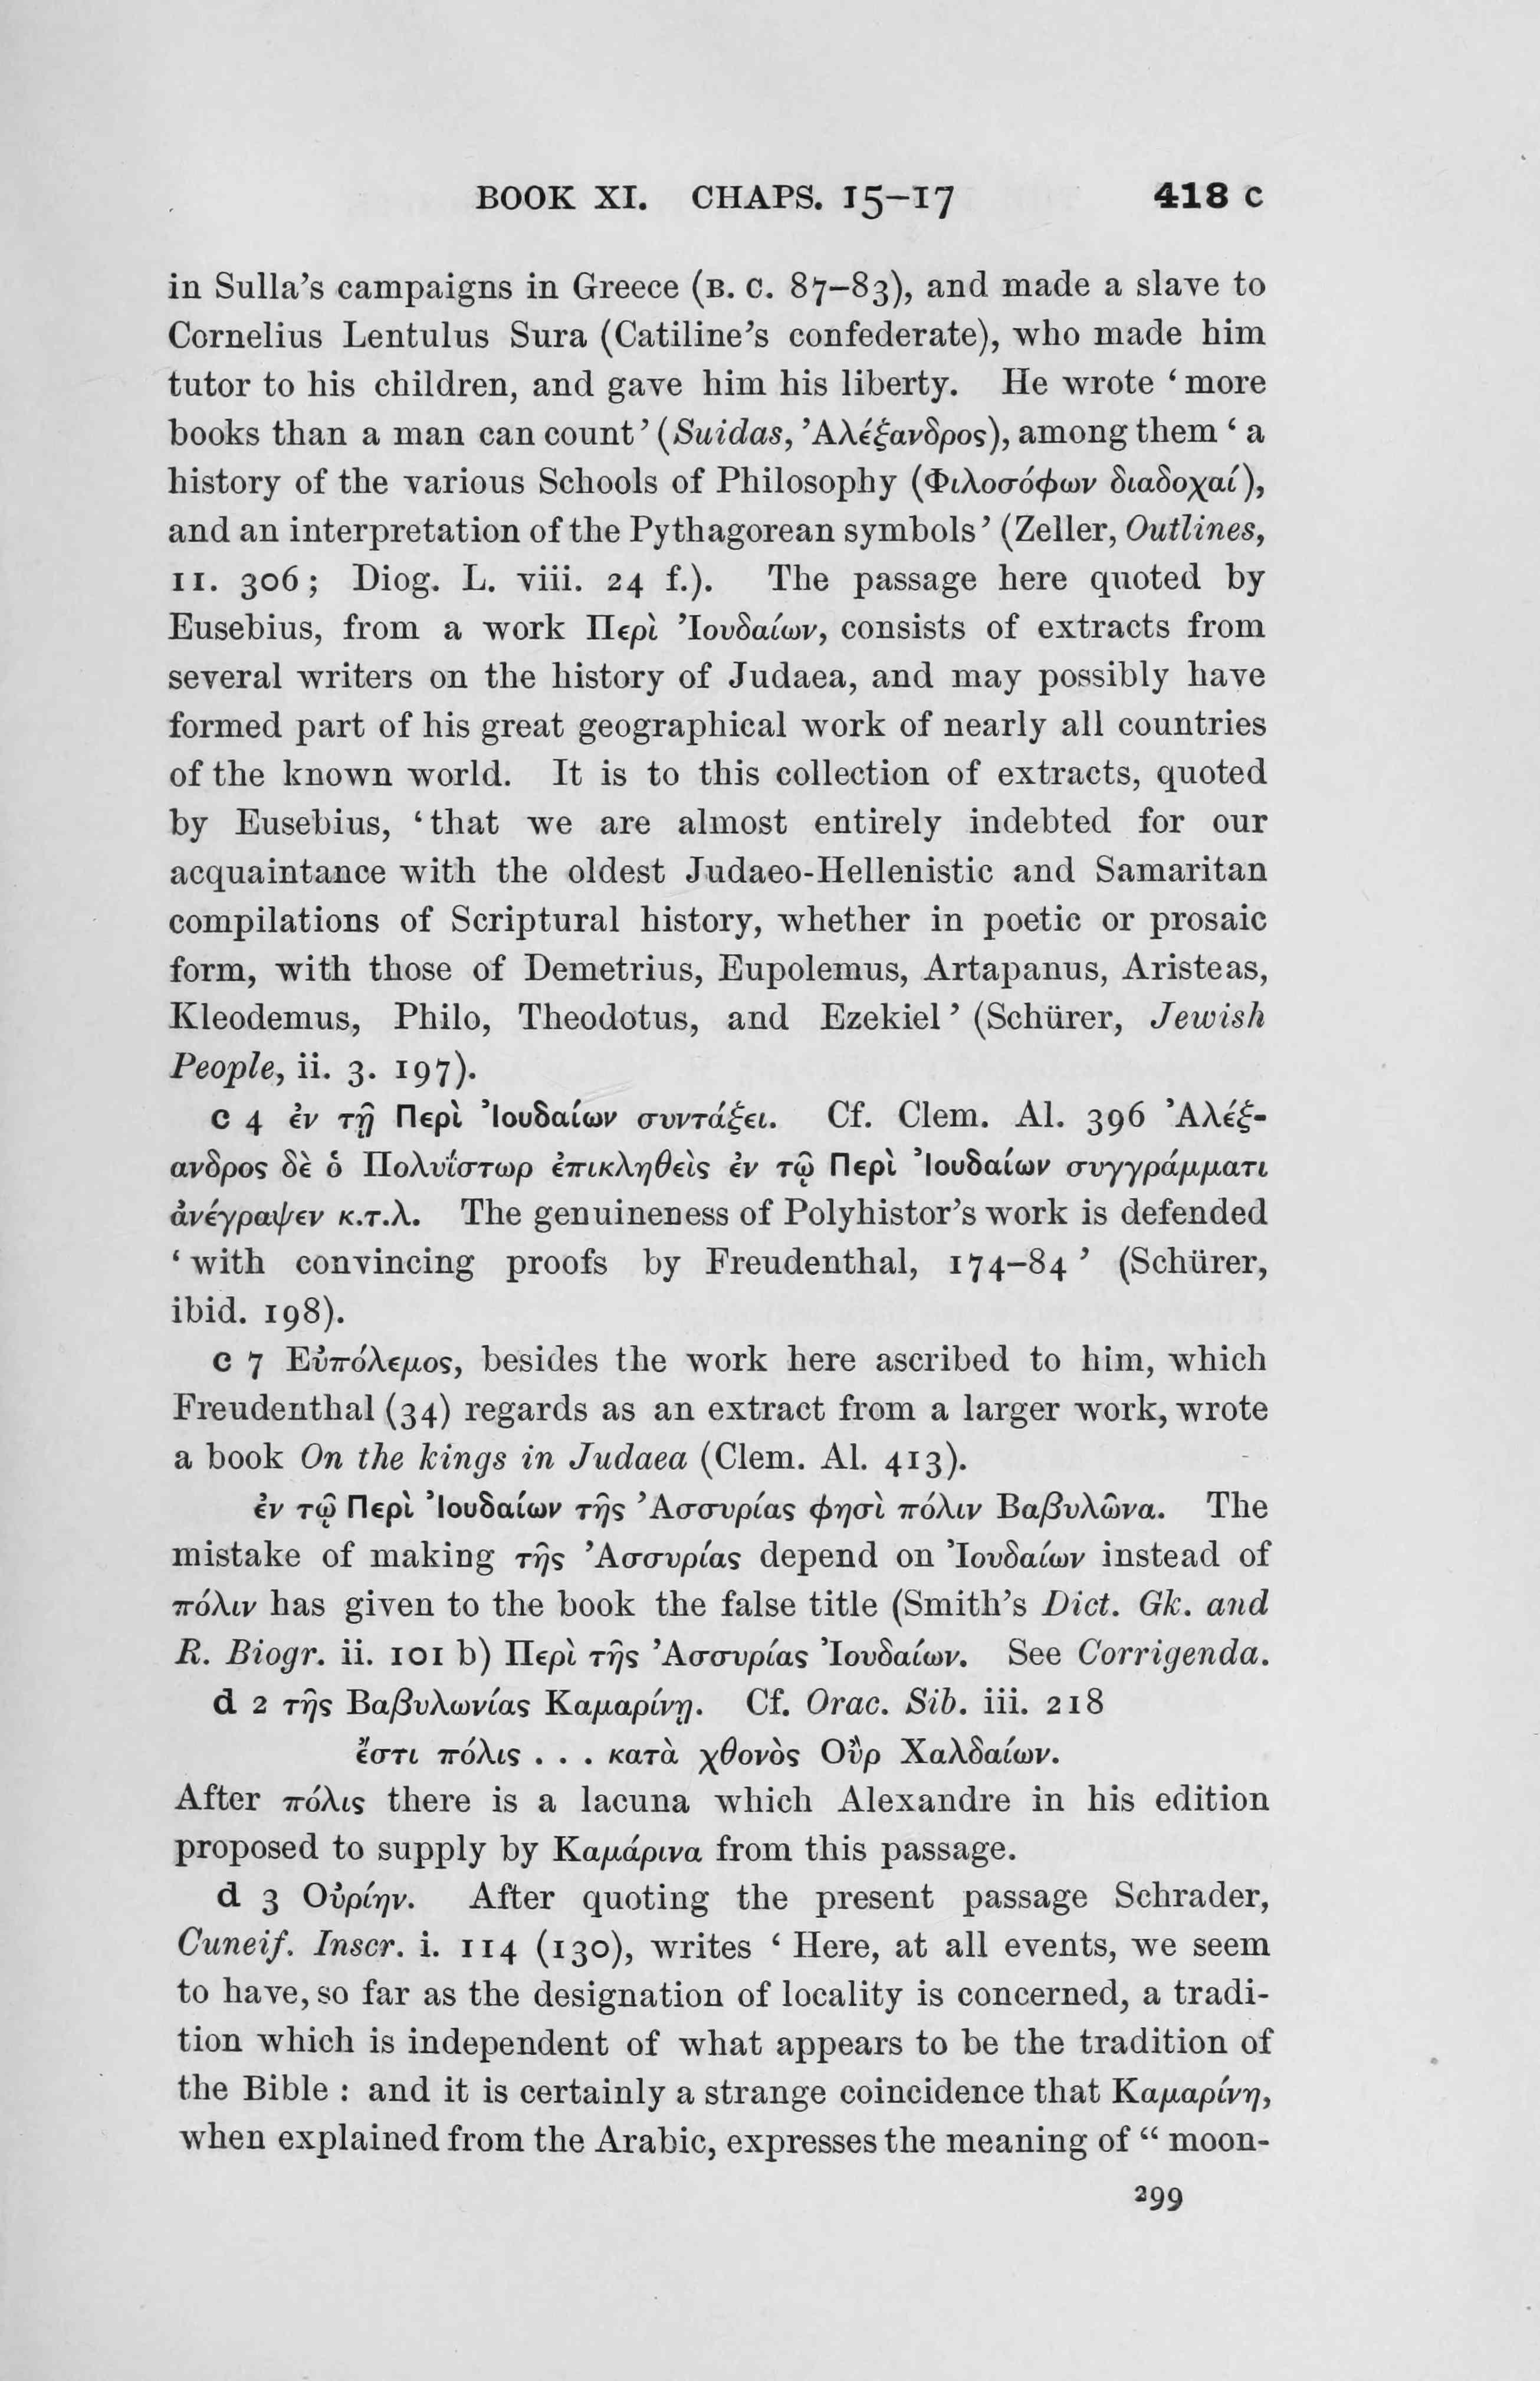 BOOK XI. CHAPS. 15–17 418 c
in Sulla's campaigns in Greece (B. C. 87–83), and made a slave to
Cornelius Lentulus Sura (Catiline's confederate), who made him
tutor to his children, and gave him his liberty. He wrote ‘more
books than a man can count’ (Suidas, Ἀλέξανδρος), among them ‘a
history of the various Schools of Philosophy (Φιλοσόφων διαδοχαί),
and an interpretation of the Pythagorean symbols’ (Zeller, Outlines,
II. 306; Diog. L. viii. 24 f.). The passage here quoted by
Eusebius, from a work Περὶ Ἰουδαίων, consists of extracts from
several writers on the history of Judaea, and may possibly have
formed part of his great geographical work of nearly all countries
of the known world. It is to this collection of extracts, quoted
by Eusebius, ‘that we are almost entirely indebted for our
acquaintance with the oldest Judaeo-Hellenistic and Samaritan
compilations of Scriptural history, whether in poetic or prosaic
form, with those of Demetrius, Eupolemus, Artapanus, Aristeas,
Kleodemus, Philo, Theodotus, and Ezekiel’ (Schürer, Jewish
People, ii. 3. 197).
c 4 ἐν τῇ Περὶ Ἰουδαίων συντάξει. Cf. Clem. Al. 396 Ἀλέξ-
ανδρος δὲ ὁ Πολυΐστωρ ἐπικληθεὶς ἐν τῷ Περὶ Ἰουδαίων συγγράμματι
ἀνέγραψεν κ.τ.λ. The genuineness of Polyhistor's work is defended
‘with convincing proofs by Freudenthal, 174–84’ (Schürer,
ibid. 198).
c 7 Εὐπόλεμος, besides the work here ascribed to him, which
Freudenthal (34) regards as an extract from a larger work, wrote
a book On the kings in Judaea (Clem. Al. 413).
ἐν τῷ Περὶ Ἰουδαίων τῆς Ἀσσυρίας φησὶ πόλιν Βαβυλῶνα. The
mistake of making τῆς Ἀσσυρίας depend on Ἰουδαίων instead of
πόλιν has given to the book the false title (Smith's Dict. Gk. and
R. Biogr. ii. 101 b) Περὶ τῆς Ἀσσυρίας Ἰουδαίων. See Corrigenda.
d 2 τῆς Βαβυλωνίας Καμαρίνῃ. Cf. Orac. Sib. iii. 218
ἔστι πόλις . . . κατὰ χθονὸς Οὒρ Χαλδαίων.
After πόλις there is a lacuna which Alexandre in his edition
proposed to supply by Καμάρινα from this passage.
d 3 Οὐρίην. After quoting the present passage Schrader,
Cuneif. Inscr. i. 114 (130), writes ‘Here, at all events, we seem
to have, so far as the designation of locality is concerned, a tradi-
tion which is independent of what appears to be the tradition of
the Bible : and it is certainly a strange coincidence that Καμαρίνη,
when explained from the Arabic, expresses the meaning of “moon-
299